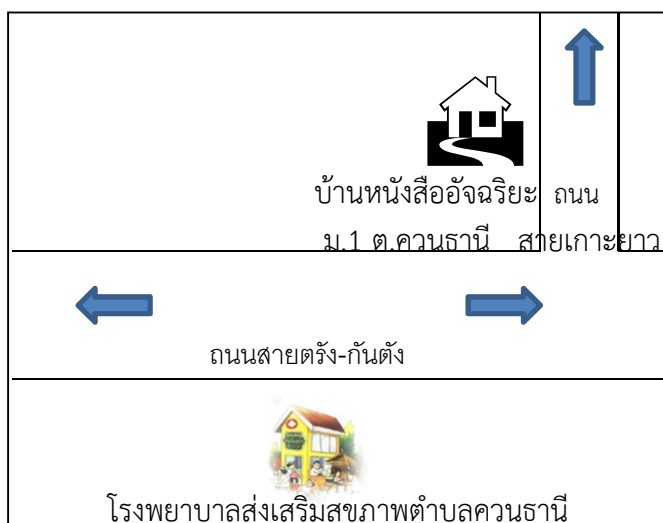 บ้านหนังสืออัจฉริยะ ถนน
ม.1 ต.ควนธานี สายเกาะยาว
ถนนสายตรัง-กันตัง
โรงพยาบาลส่งเสริมสขภาพตำบลควนธานี